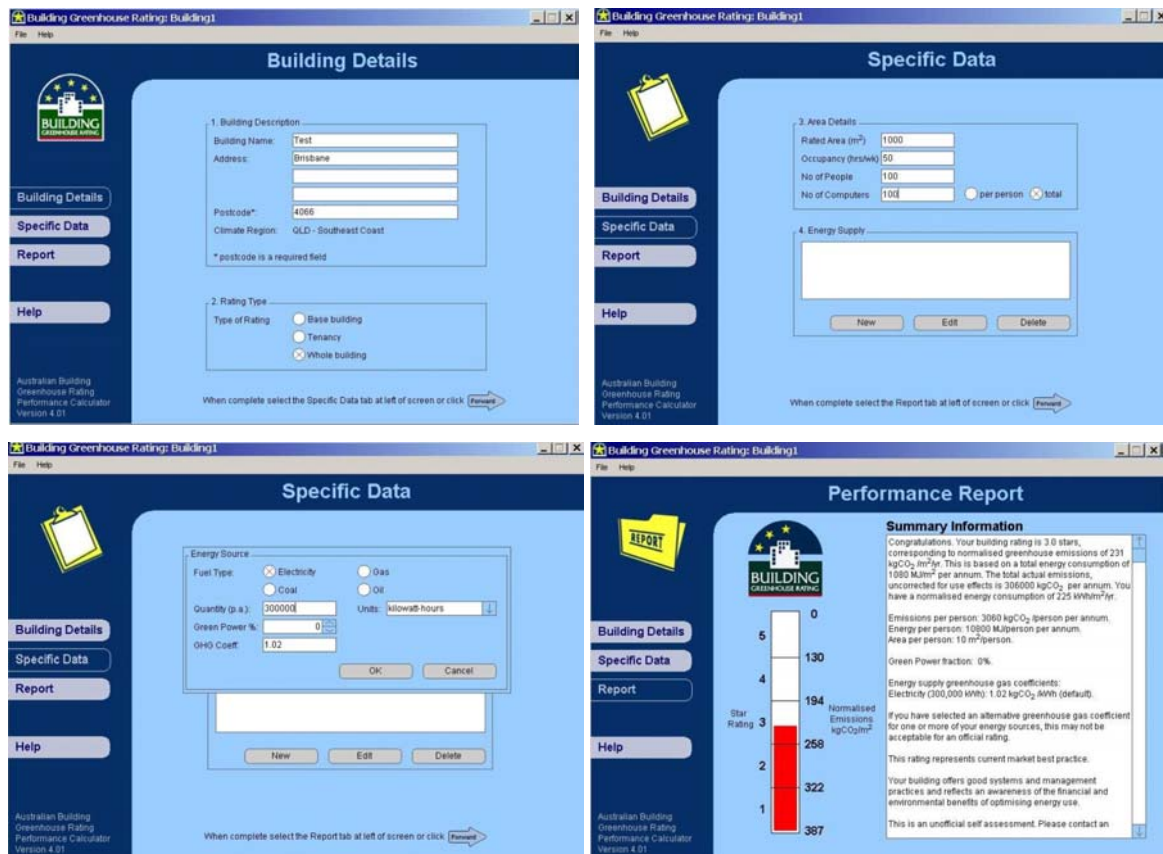 Building Greenhouse Rating: Building1
File Help
Building Details
BUILDING
GREENHOUSE RATING
Building Details
Specific Data
Report
Help
Australian Building
Greenhouse Rating
Performance Calculator
Version 4.01
1. Building Description
Building Name: Test
Address: Brisbane
Postcode*: 4066
Climate Region: QLD - Southeast Coast
* postcode is a required field
2. Rating Type
Type of Rating Base building
Tenancy
Whole building
When complete select the Specific Data tab at left of screen or click Forward
Building Greenhouse Rating: Building1
File Help
Specific Data
Building Details
Specific Data
Report
Help
Australian Building
Greenhouse Rating
Performance Calculator
Version 4.01
3. Area Details
Rated Area (m²) 1000
Occupancy (hrs/wk) 50
No of People 100
No of Computers 100 per person total
4. Energy Supply
New Edit Delete
When complete select the Report tab at left of screen or click Forward
Building Greenhouse Rating: Building1
File Help
Specific Data
Building Details
Specific Data
Report
Help
Australian Building
Greenhouse Rating
Performance Calculator
Version 4.01
Energy Source
Fuel Type: Electricity Gas
Coal Oil
Quantity (p.a.): 300000 Units: kilowatt-hours
Green Power %: 0
GHG Coeff: 1.02
OK Cancel
New Edit Delete
When complete select the Report tab at left of screen or click Forward
Building Greenhouse Rating: Building1
File Help
Performance Report
REPORT
BUILDING
GREENHOUSE RATING
Building Details
Specific Data
Report
Help
Australian Building
Greenhouse Rating
Performance Calculator
Version 4.01
0
5
130
4
194
Star Rating 3
Normalised Emissions kgCO2/m²
258
2
322
1
387
Summary Information
Congratulations. Your building rating is 3.0 stars,
corresponding to normalised greenhouse emissions of 231
kgCO2 /m²/yr. This is based on a total energy consumption of
1080 MJ/m² per annum. The total actual emissions,
uncorrected for use effects is 306000 kgCO2 per annum. You
have a normalised energy consumption of 225 kWh/m²/yr.
Emissions per person: 3060 kgCO2 /person per annum.
Energy per person: 10800 MJ/person per annum.
Area per person: 10 m²/person.
Green Power fraction: 0%.
Energy supply greenhouse gas coefficients:
Electricity (300,000 kWh): 1.02 kgCO2 /kWh (default).
If you have selected an alternative greenhouse gas coefficient
for one or more of your energy sources, this may not be
acceptable for an official rating.
This rating represents current market best practice.
Your building offers good systems and management
practices and reflects an awareness of the financial and
environmental benefits of optimising energy use.
This is an unofficial self assessment. Please contact an